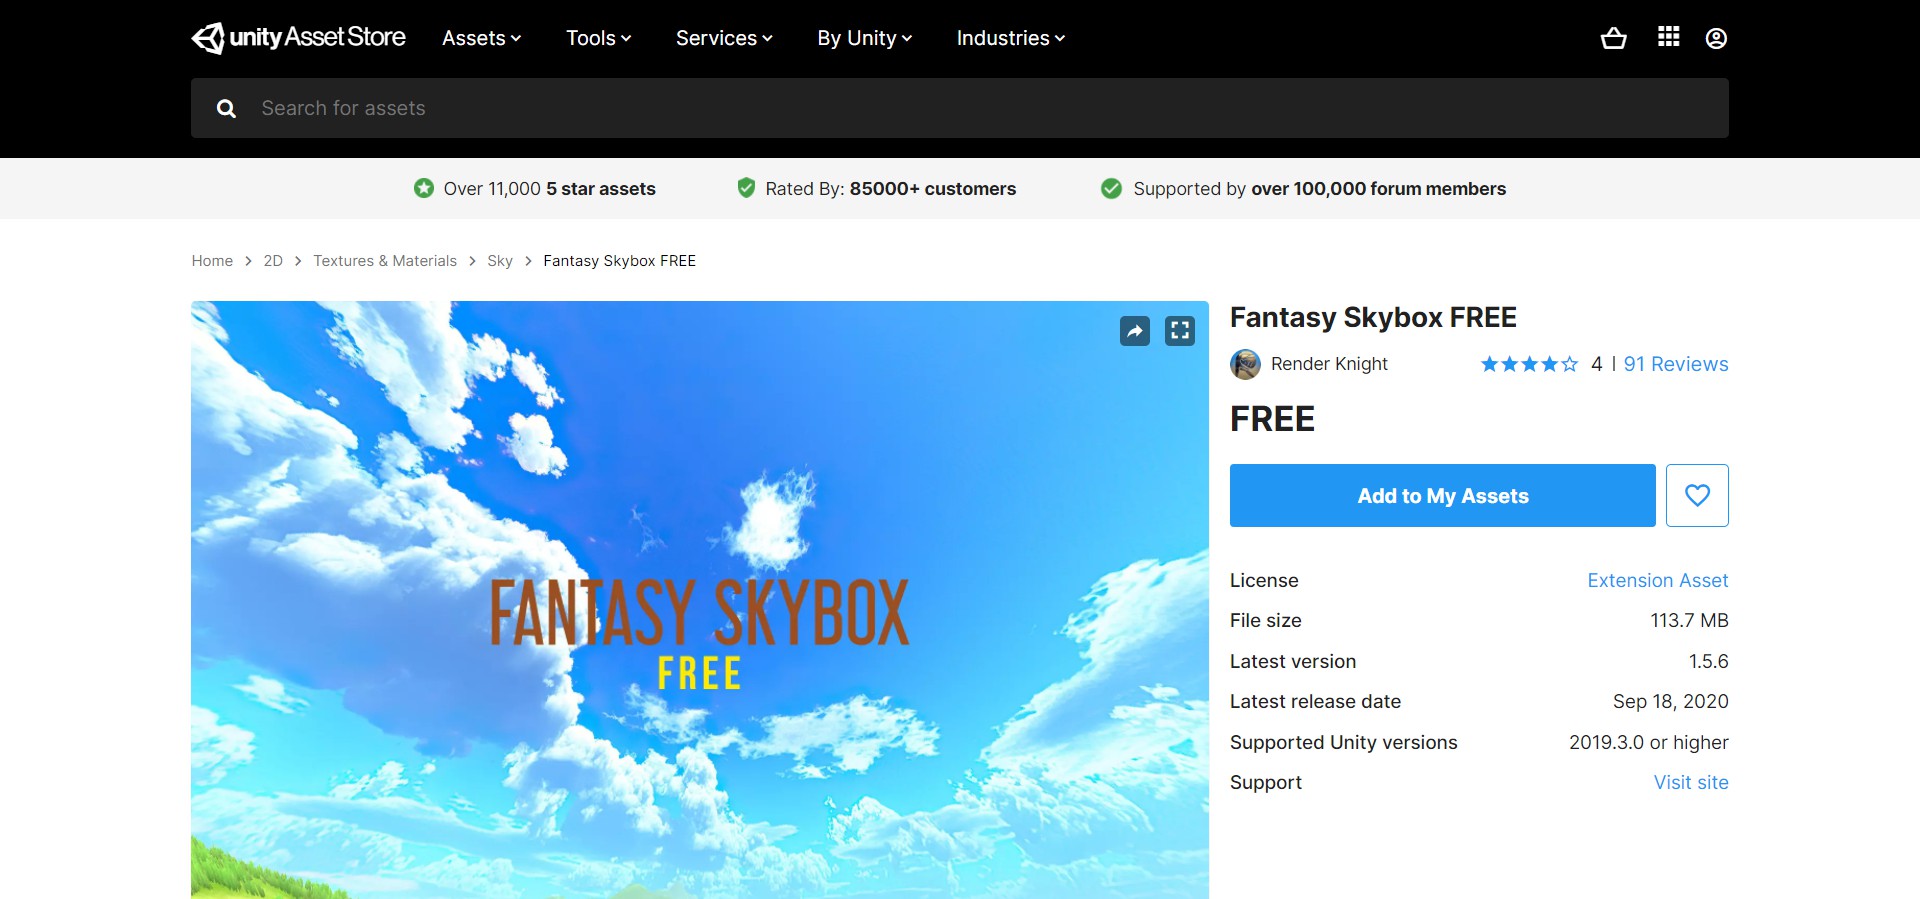 unity Asset Store Assets Tools Services By Unity Industries
Search for assets
Over 11,000 5 star assets Rated By: 85000+ customers Supported by over 100,000 forum members
Home > 2D > Textures & Materials > Sky > Fantasy Skybox FREE
FANTASY SKYBOX
FREE
Fantasy Skybox FREE
Render Knight 4 | 91 Reviews
FREE
Add to My Assets
License Extension Asset
File size 113.7 MB
Latest version 1.5.6
Latest release date Sep 18, 2020
Supported Unity versions 2019.3.0 or higher
Support Visit site